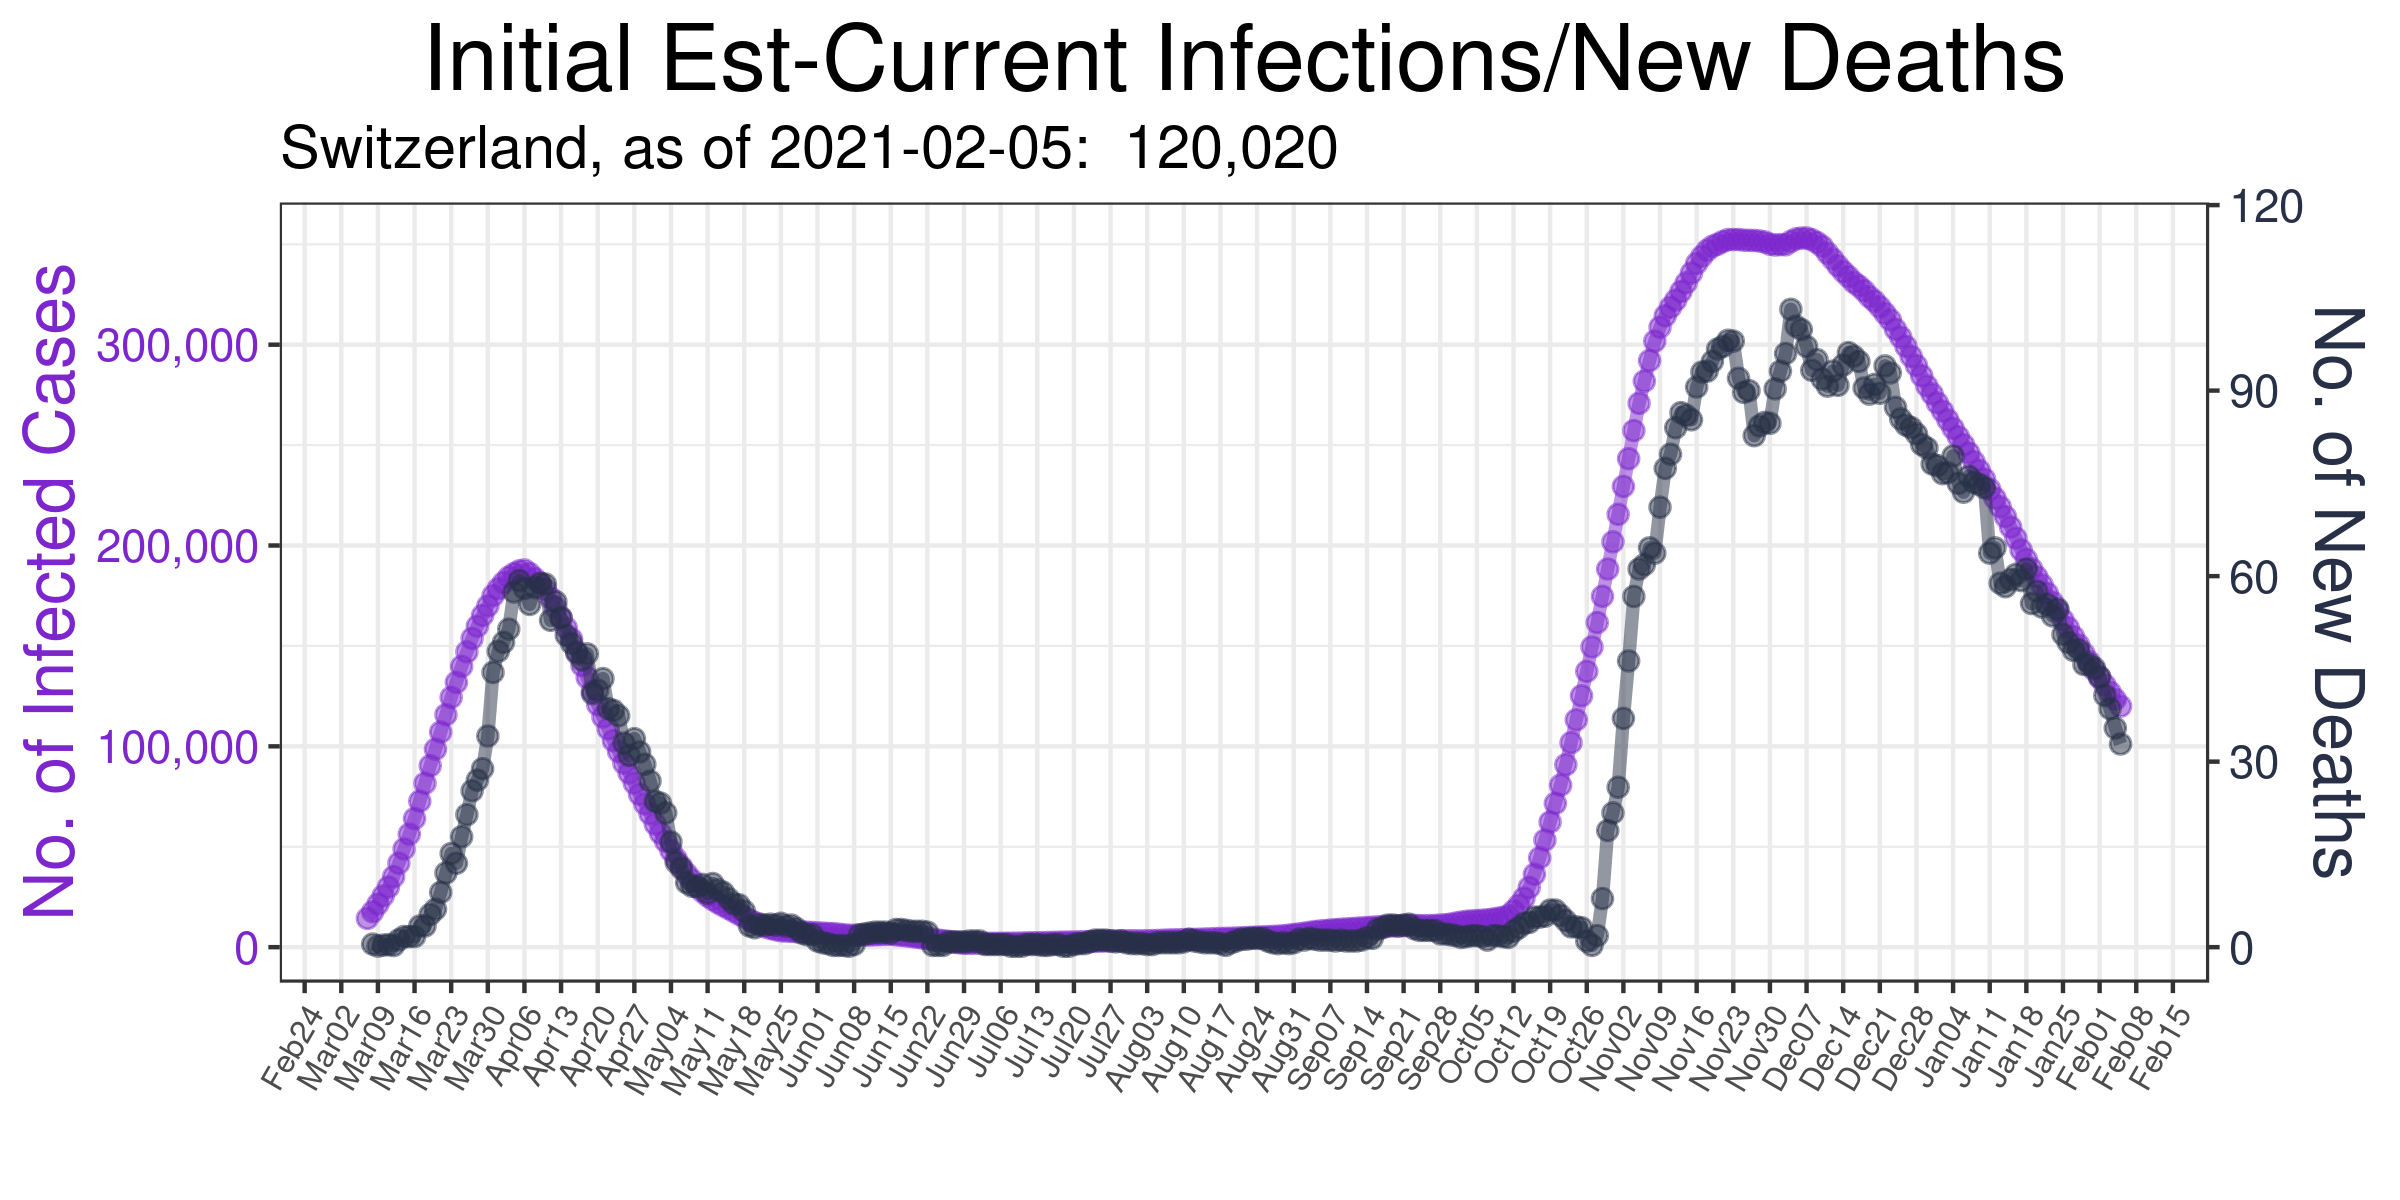 Initial Est-Current Infections/New Deaths
Switzerland, as of 2021-02-05:  120,020
No. of Infected Cases
300,000
200,000
100,000
0
120
90
60
30
0
No. of New Deaths
Feb24 Mar02 Mar09 Mar16 Mar23 Mar30 Apr06 Apr13 Apr20 Apr27 May04 May11 May18 May25 Jun01 Jun08 Jun15 Jun22 Jun29 Jul06 Jul13 Jul20 Jul27 Aug03 Aug10 Aug17 Aug24 Aug31 Sep07 Sep14 Sep21 Sep28 Oct05 Oct12 Oct19 Oct26 Nov02 Nov09 Nov16 Nov23 Nov30 Dec07 Dec14 Dec21 Dec28 Jan04 Jan11 Jan18 Jan25 Feb01 Feb08 Feb15